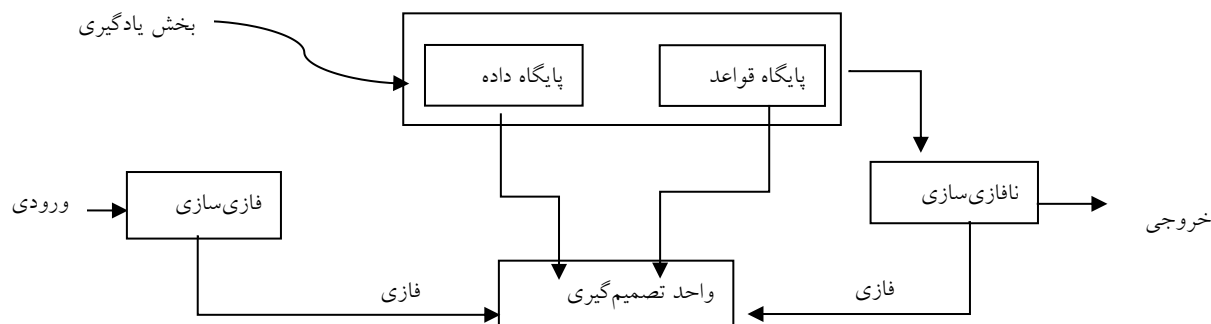 بخش یادگیری
پایگاه داده
پایگاه قواعد
ورودی
فازی‌سازی
نافازی‌سازی
خروجی
فازی
واحد تصمیم‌گیری
فازی